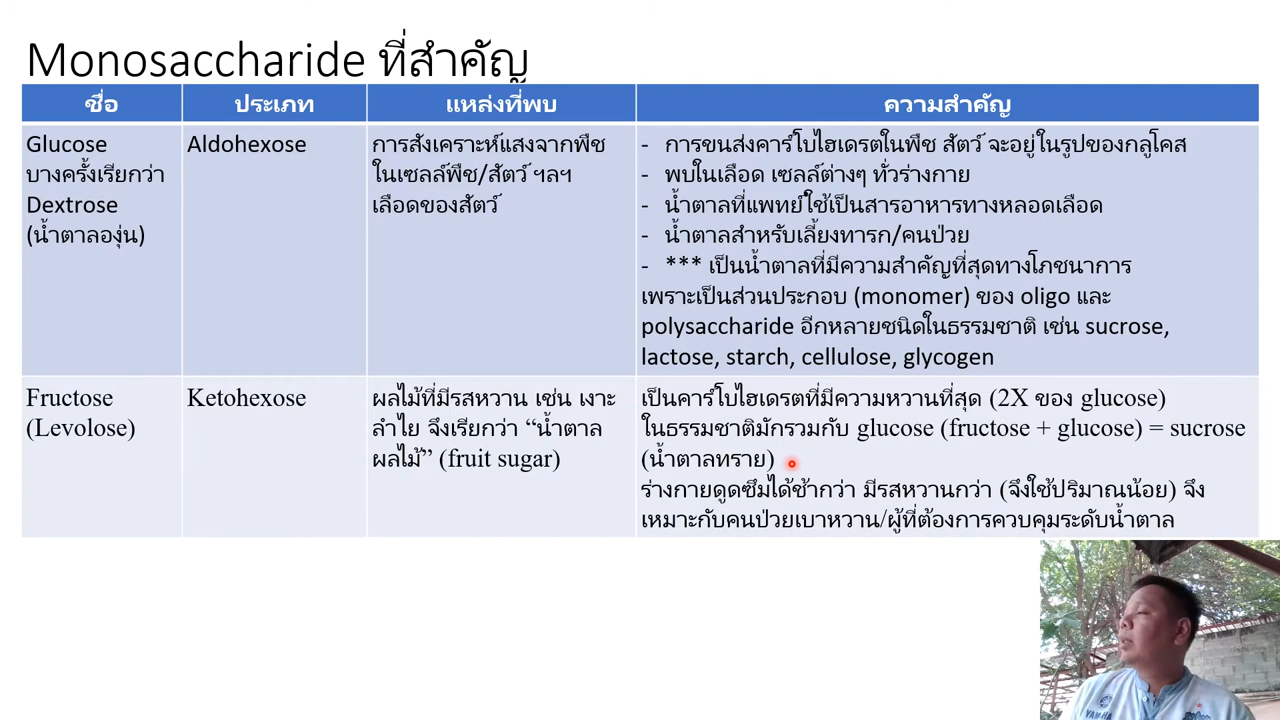 Monosaccharide ที่สำคัญ
ชื่อ
ประเภท
แหล่งที่พบ
ความสำคัญ
Glucose
บางครั้งเรียกว่า
Dextrose
(น้ำตาลองุ่น)
Aldohexose
การสังเคราะห์แสงจากพืช
ในเซลล์พืช/สัตว์ ฯลฯ
เลือดของสัตว์
- การขนส่งคาร์โบไฮเดรตในพืช สัตว์ จะอยู่ในรูปของกลูโคส
- พบในเลือด เซลล์ต่างๆ ทั่วร่างกาย
- น้ำตาลที่แพทย์ใช้เป็นสารอาหารทางหลอดเลือด
- น้ำตาลสำหรับเลี้ยงทารก/คนป่วย
- *** เป็นน้ำตาลที่มีความสำคัญที่สุดทางโภชนาการ
เพราะเป็นส่วนประกอบ (monomer) ของ oligo และ
polysaccharide อีกหลายชนิดในธรรมชาติ เช่น sucrose,
lactose, starch, cellulose, glycogen
Fructose
(Levolose)
Ketohexose
ผลไม้ที่มีรสหวาน เช่น เงาะ
ลำไย จึงเรียกว่า “น้ำตาล
ผลไม้” (fruit sugar)
เป็นคาร์โบไฮเดรตที่มีความหวานที่สุด (2X ของ glucose)
ในธรรมชาติมักรวมกับ glucose (fructose + glucose) = sucrose
(น้ำตาลทราย)
ร่างกายดูดซึมได้ช้ากว่า มีรสหวานกว่า (จึงใช้ปริมาณน้อย) จึง
เหมาะกับคนป่วยเบาหวาน/ผู้ที่ต้องการควบคุมระดับน้ำตาล